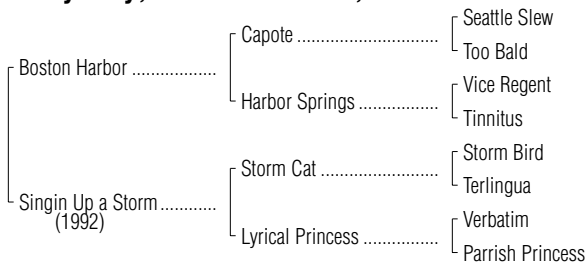 Seattle Slew
Capote ..................................
Too Bald
Boston Harbor ....................
Vice Regent
Harbor Springs ...................
Tinnitus
Storm Bird
Storm Cat ............................
Terlingua
Singin Up a Storm .............
(1992)
Verbatim
Lyrical Princess ..................
Parrish Princess